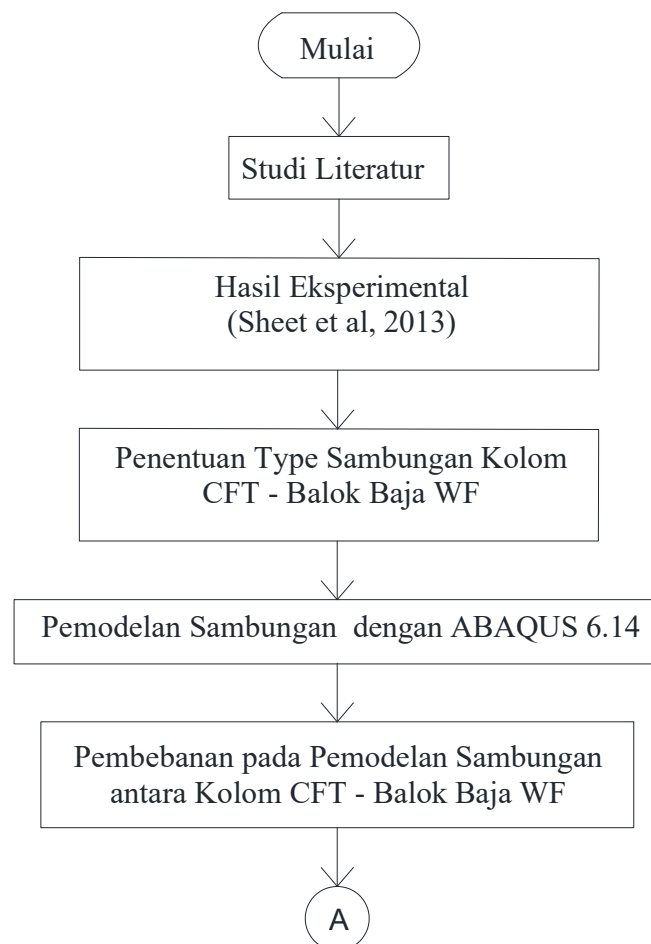 Mulai
Studi Literatur
Hasil Eksperimental
(Sheet et al, 2013)
Penentuan Type Sambungan Kolom
CFT - Balok Baja WF
Pemodelan Sambungan dengan ABAQUS 6.14
Pembebanan pada Pemodelan Sambungan
antara Kolom CFT - Balok Baja WF
A